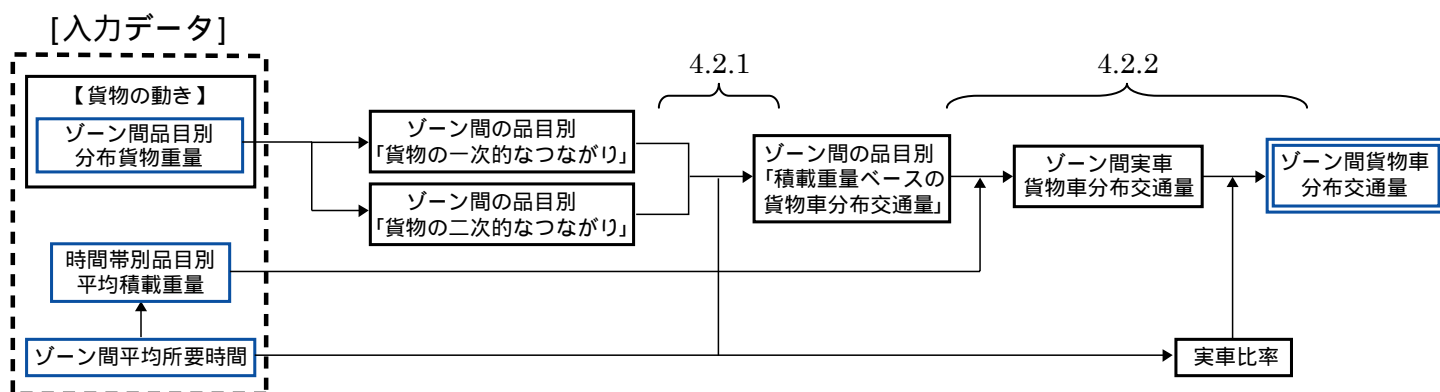 [入力データ]
【貨物の動き】
ゾーン間品目別
分布貨物重量
時間帯別品目別
平均積載重量
ゾーン間平均所要時間
ゾーン間の品目別
「貨物の一次的なつながり」
ゾーン間の品目別
「貨物の二次的なつながり」
4.2.1
ゾーン間の品目別
「積載重量ベースの
貨物車分布交通量」
4.2.2
ゾーン間実車
貨物車分布交通量
実車比率
ゾーン間貨物車
分布交通量